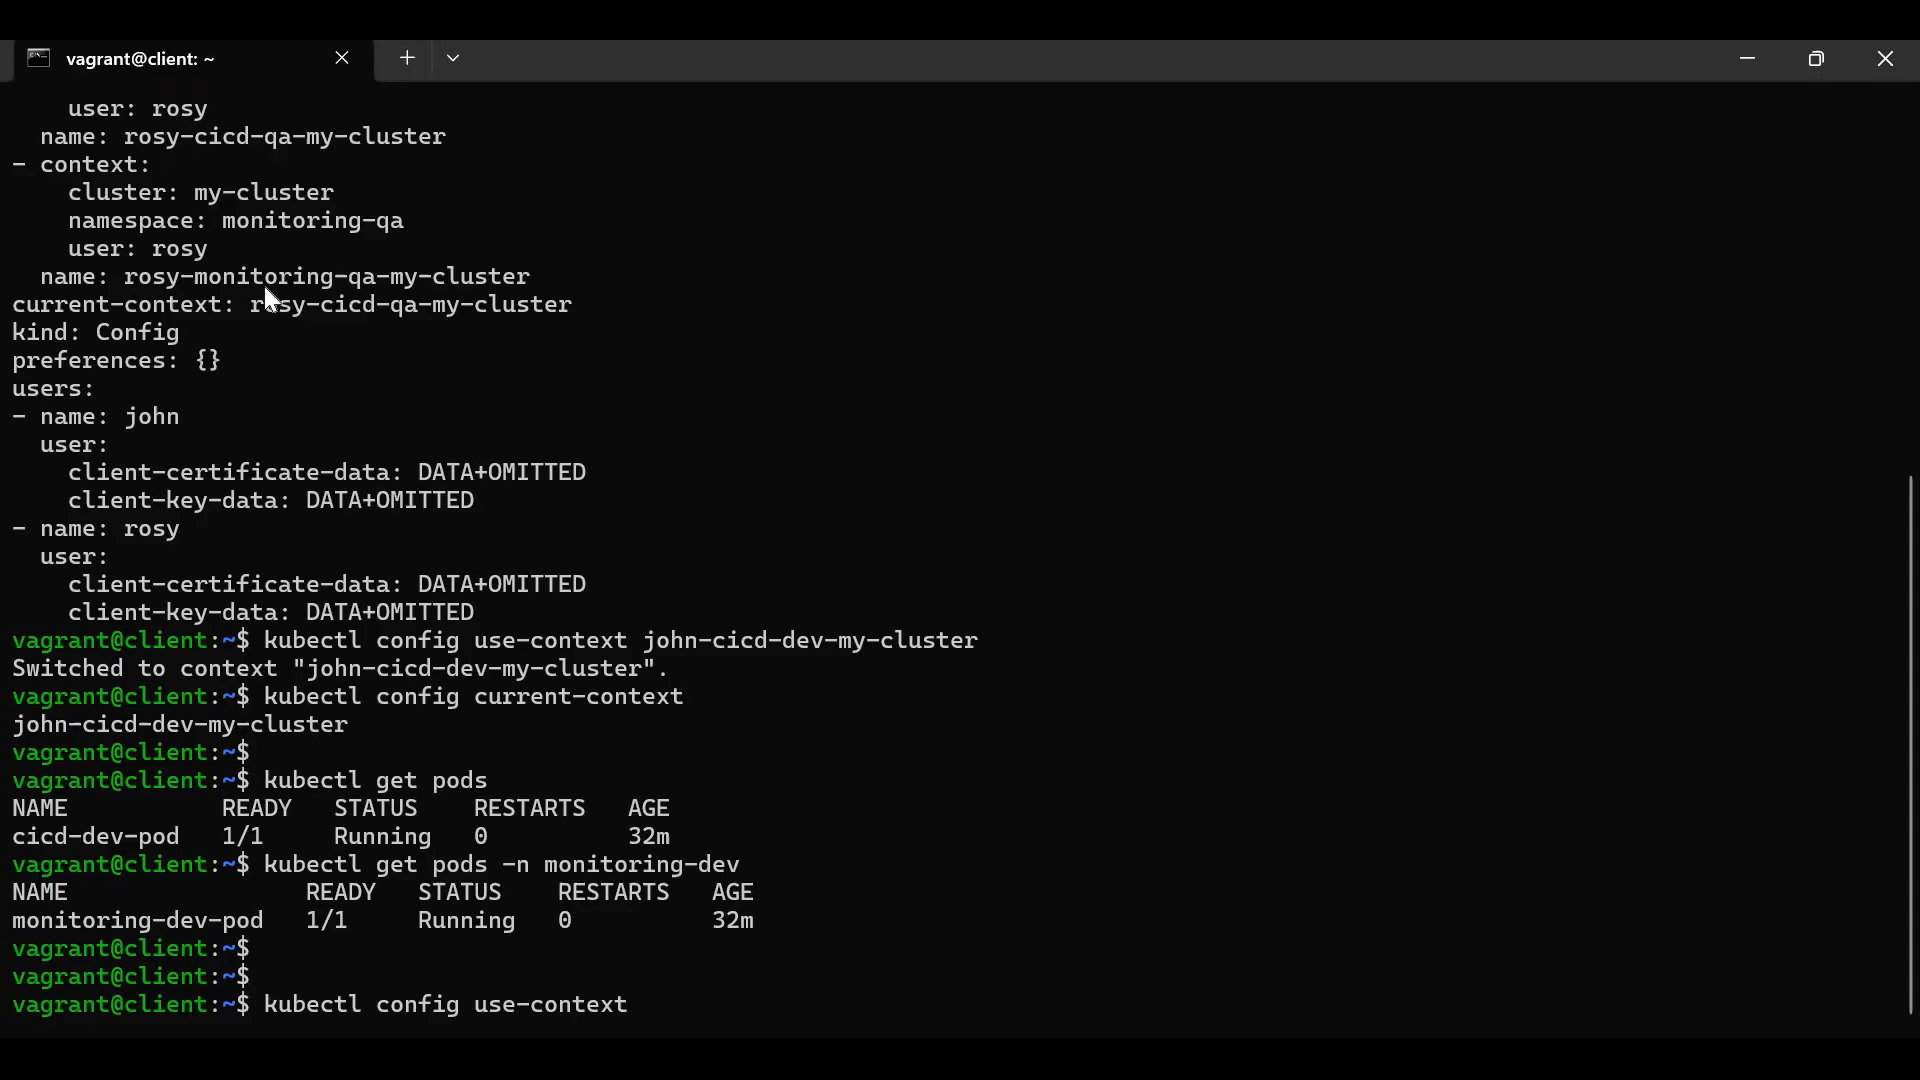 vagrant@client: ~
    user: rosy
  name: rosy-cicd-qa-my-cluster
- context:
    cluster: my-cluster
    namespace: monitoring-qa
    user: rosy
  name: rosy-monitoring-qa-my-cluster
current-context: rosy-cicd-qa-my-cluster
kind: Config
preferences: {}
users:
- name: john
  user:
    client-certificate-data: DATA+OMITTED
    client-key-data: DATA+OMITTED
- name: rosy
  user:
    client-certificate-data: DATA+OMITTED
    client-key-data: DATA+OMITTED
vagrant@client:~$ kubectl config use-context john-cicd-dev-my-cluster
Switched to context "john-cicd-dev-my-cluster".
vagrant@client:~$ kubectl config current-context
john-cicd-dev-my-cluster
vagrant@client:~$
vagrant@client:~$ kubectl get pods
NAME           READY   STATUS    RESTARTS   AGE
cicd-dev-pod   1/1     Running   0          32m
vagrant@client:~$ kubectl get pods -n monitoring-dev
NAME                 READY   STATUS    RESTARTS   AGE
monitoring-dev-pod   1/1     Running   0          32m
vagrant@client:~$
vagrant@client:~$
vagrant@client:~$ kubectl config use-context